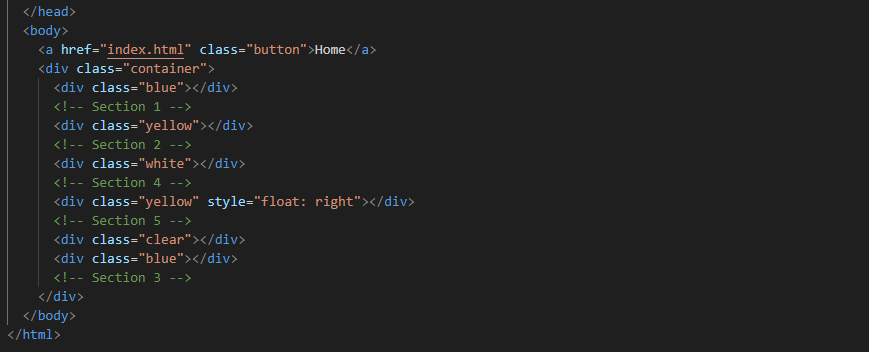 </head>
<body>
<a href="index.html" class="button">Home</a>
<div class="container">
<div class="blue"></div>
<!-- Section 1 -->
<div class="yellow"></div>
<!-- Section 2 -->
<div class="white"></div>
<!-- Section 4 -->
<div class="yellow" style="float: right"></div>
<!-- Section 5 -->
<div class="clear"></div>
<div class="blue"></div>
<!-- Section 3 -->
</div>
</body>
</html>